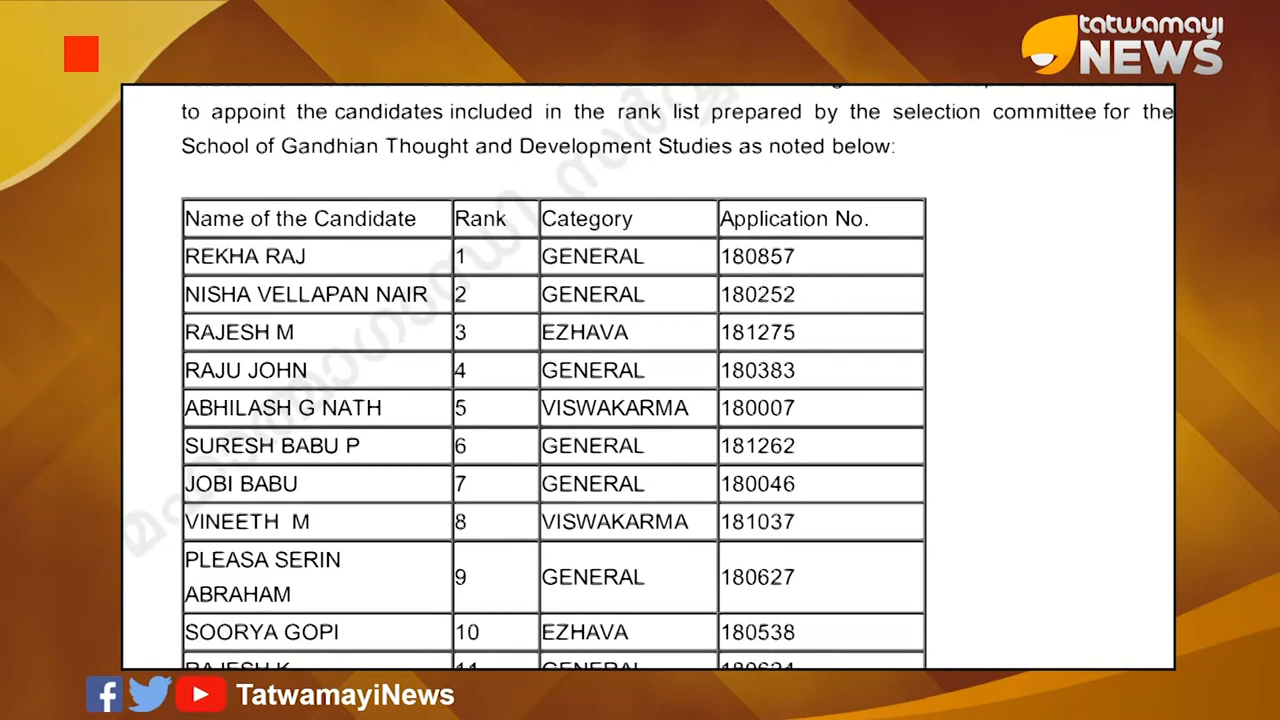 tatwamayi
NEWS
to appoint the candidates included in the rank list prepared by the selection committee for the
School of Gandhian Thought and Development Studies as noted below:
Name of the Candidate Rank Category Application No.
REKHA RAJ 1 GENERAL 180857
NISHA VELLAPAN NAIR 2 GENERAL 180252
RAJESH M 3 EZHAVA 181275
RAJU JOHN 4 GENERAL 180383
ABHILASH G NATH 5 VISWAKARMA 180007
SURESH BABU P 6 GENERAL 181262
JOBI BABU 7 GENERAL 180046
VINEETH M 8 VISWAKARMA 181037
PLEASA SERIN
ABRAHAM 9 GENERAL 180627
SOORYA GOPI 10 EZHAVA 180538
RAJESH K 11 GENERAL
TatwamayiNews